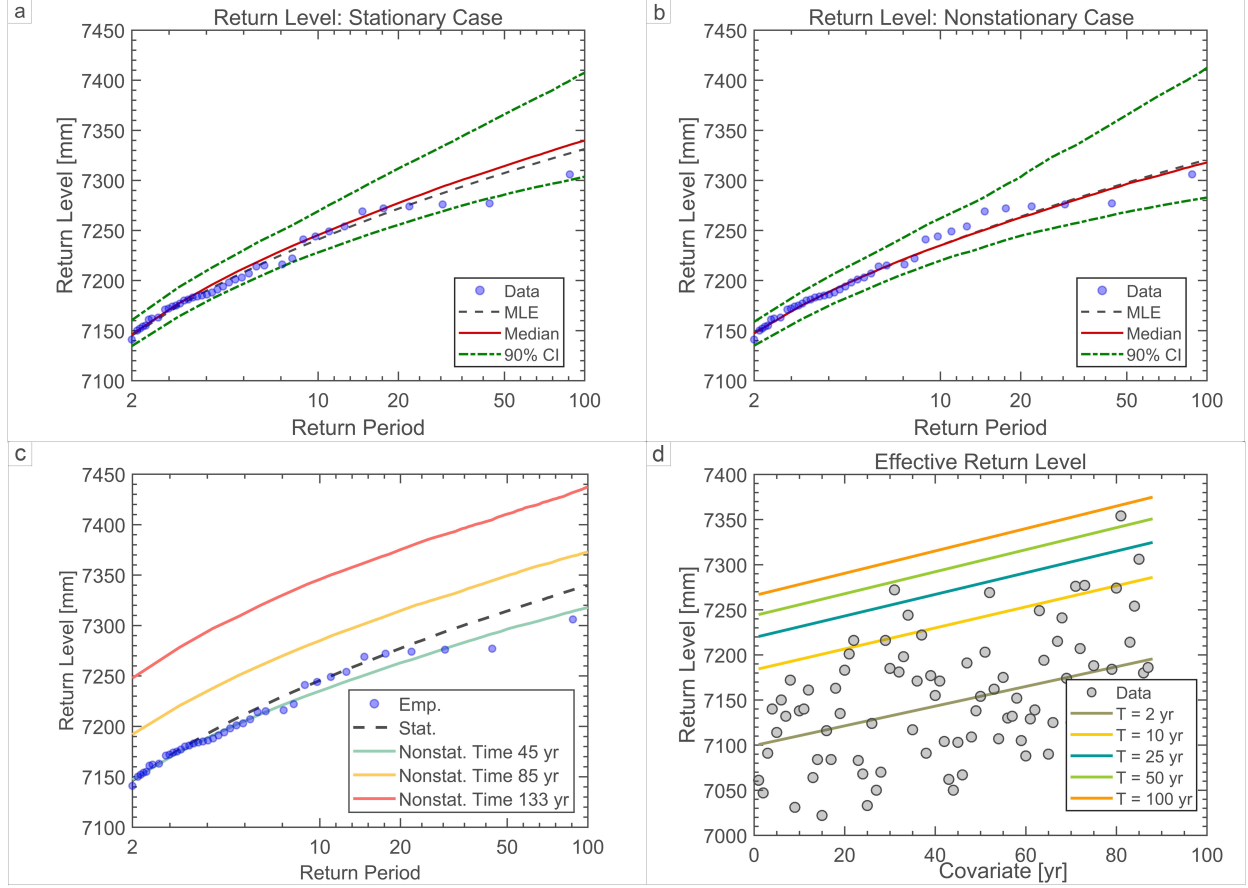 a
Return Level: Stationary Case
7450
7400
7350
7300
7250
7200
7150
7100
Return Level [mm]
Data
MLE
Median
90% CI
2
10
20
50
100
Return Period
b
Return Level: Nonstationary Case
7450
7400
7350
7300
7250
7200
7150
7100
Return Level [mm]
Data
MLE
Median
90% CI
2
10
20
50
100
Return Period
c
7450
7400
7350
7300
7250
7200
7150
7100
Return Level [mm]
Emp.
Stat.
Nonstat. Time 45 yr
Nonstat. Time 85 yr
Nonstat. Time 133 yr
2
10
20
50
100
Return Period
d
Effective Return Level
7400
7350
7300
7250
7200
7150
7100
7050
7000
Return Level [mm]
Data
T = 2 yr
T = 10 yr
T = 25 yr
T = 50 yr
T = 100 yr
0
20
40
60
80
100
Covariate [yr]